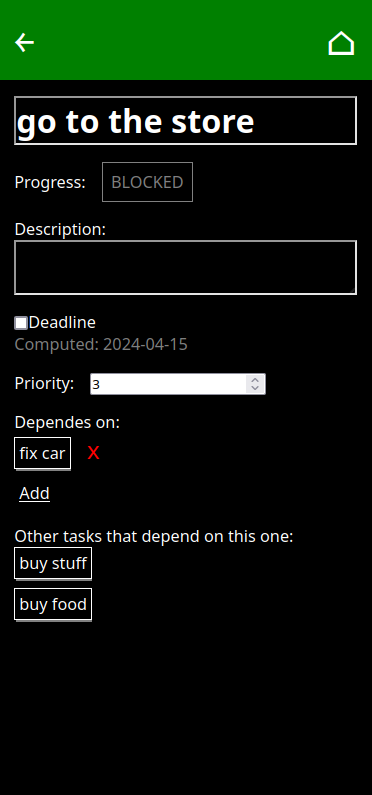 go to the store
Progress: BLOCKED
Description:
Deadline
Computed: 2024-04-15
Priority: 3
Dependes on:
fix car X
Add
Other tasks that depend on this one:
buy stuff
buy food